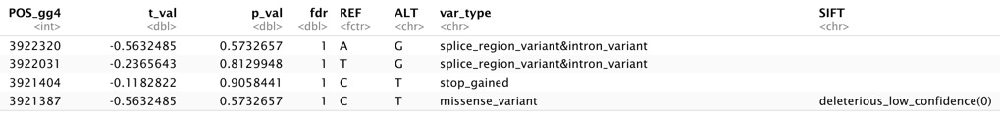 POS_gg4 t_val p_val fdr REF ALT var_type SIFT
<int> <dbl> <dbl> <dbl> <fctr> <chr> <chr> <chr>
3922320 -0.5632485 0.5732657 1 A G splice_region_variant&intron_variant
3922031 -0.2365643 0.8129948 1 T G splice_region_variant&intron_variant
3921404 -0.1182822 0.9058441 1 C T stop_gained
3921387 -0.5632485 0.5732657 1 C T missense_variant deleterious_low_confidence(0)